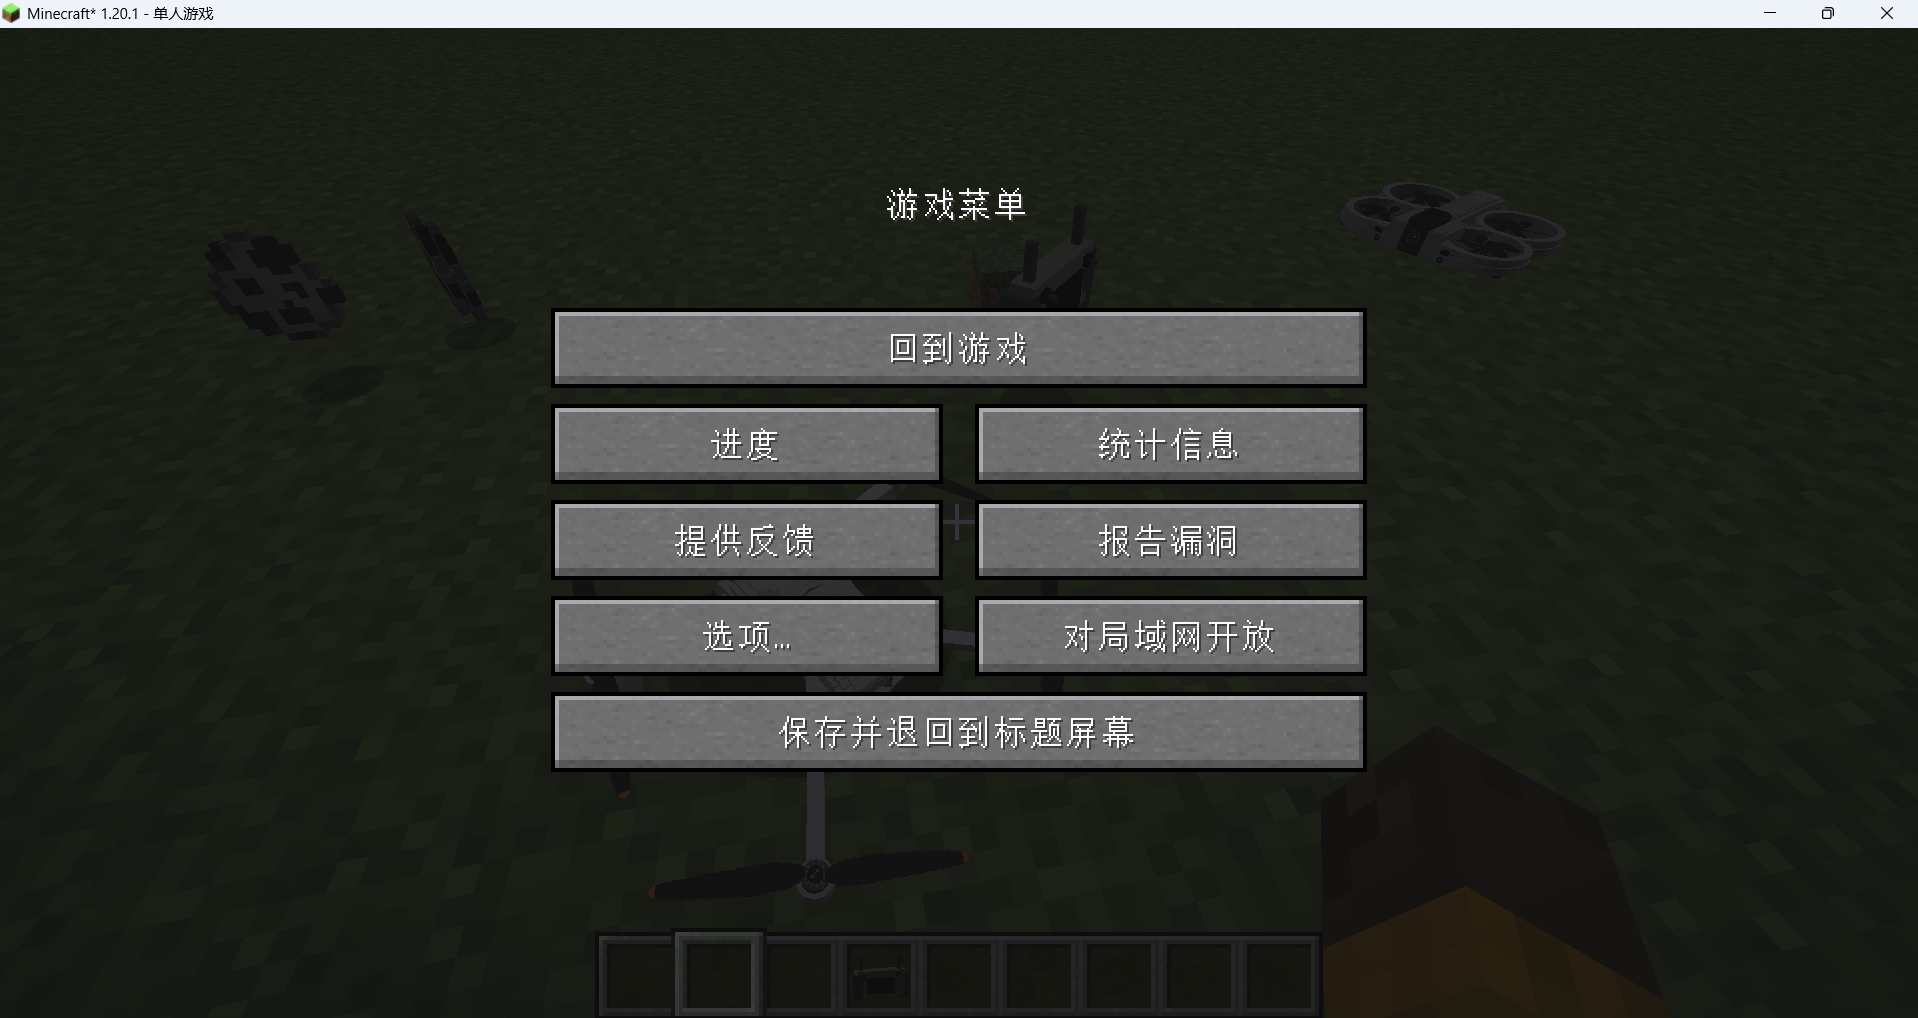 Minecraft* 1.20.1 - 单人游戏
游戏菜单
回到游戏
进度
统计信息
提供反馈
报告漏洞
选项...
对局域网开放
保存并退回到标题屏幕